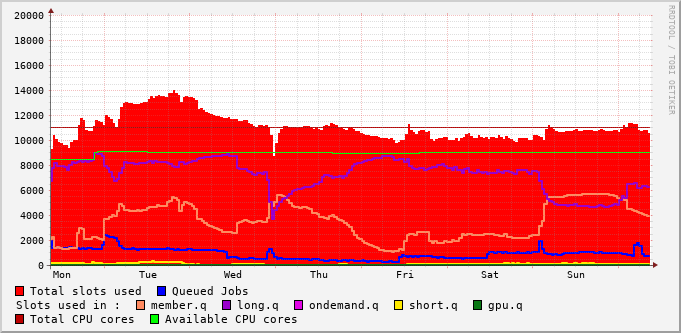 20000
18000
16000
14000
12000
10000
8000
6000
4000
2000
0
Mon Tue Wed Thu Fri Sat Sun
RRDTOOL / TOBI OETIKER
Total slots used Queued Jobs
Slots used in : member.q long.q ondemand.q short.q gpu.q
Total CPU cores Available CPU cores